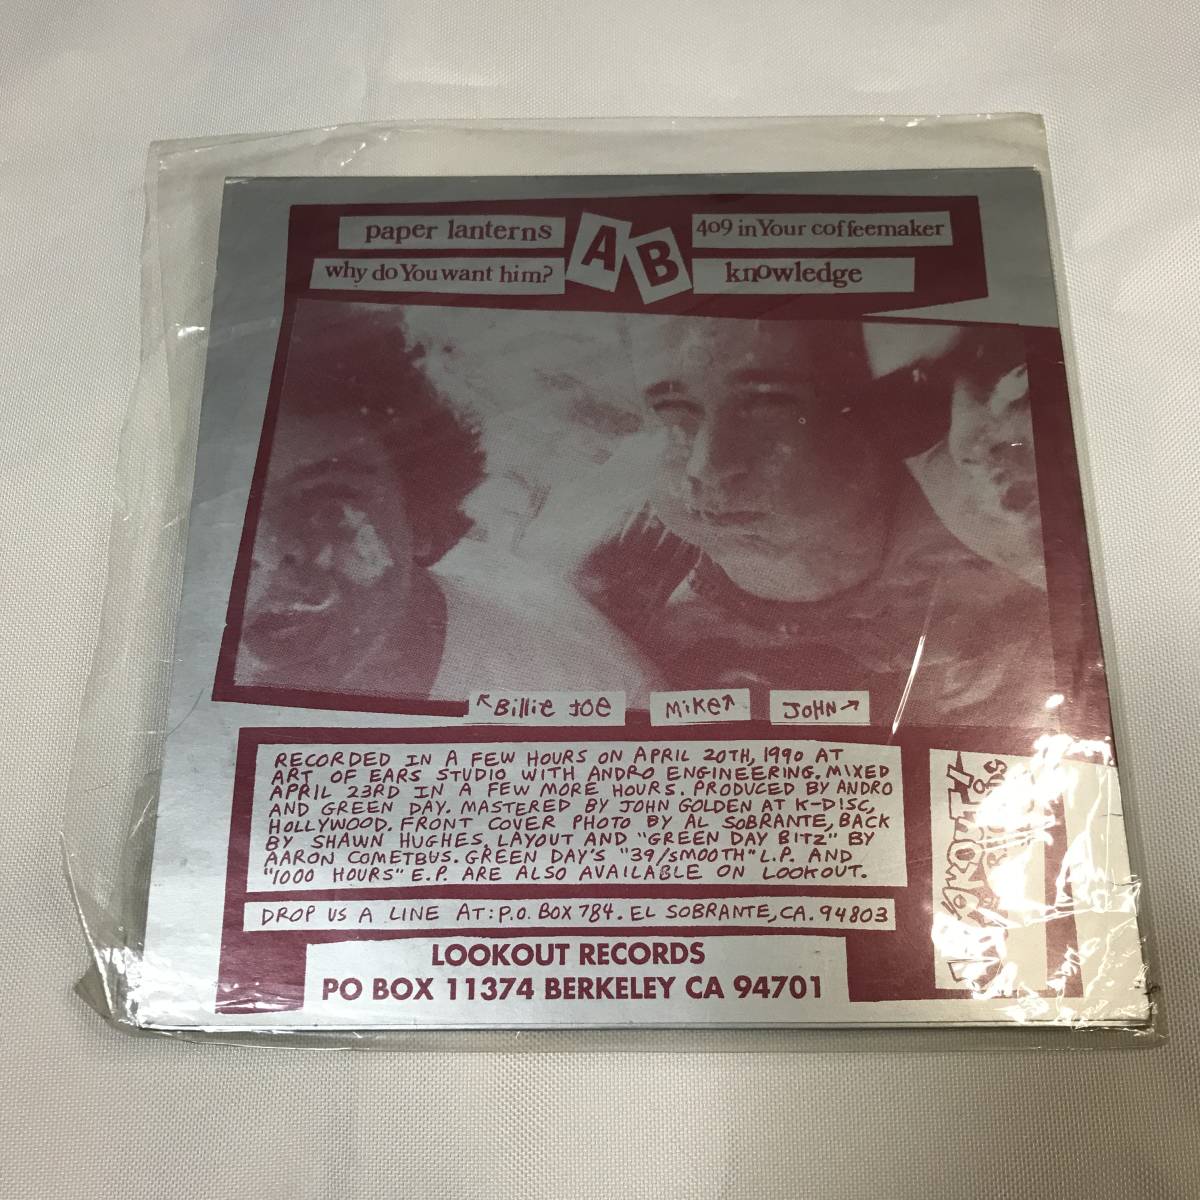 paper lanterns
why do You want him?
A B
409 in Your coffeemaker
knowledge
↖Billie Joe
Mike↗
John→
RECORDED IN A FEW HOURS ON APRIL 20TH, 1990 AT
ART OF EARS STUDIO WITH ANDRO ENGINEERING. MIXED
APRIL 23RD IN A FEW MORE HOURS. PRODUCED BY ANDRO
AND GREEN DAY. MASTERED BY JOHN GOLDEN AT K-DISC,
HOLLYWOOD. FRONT COVER PHOTO BY AL SOBRANTE, BACK
BY SHAWN HUGHES, LAYOUT AND "GREEN DAY BITZ" BY
AARON COMETBUS. GREEN DAY'S "39/SMOOTH" L.P. AND
"1000 HOURS" E.P. ARE ALSO AVAILABLE ON LOOKOUT.
DROP US A LINE AT: P.O. BOX 784. EL SOBRANTE, CA. 94803
LOOKOUT RECORDS
PO BOX 11374 BERKELEY CA 94701
LOOKOUT!